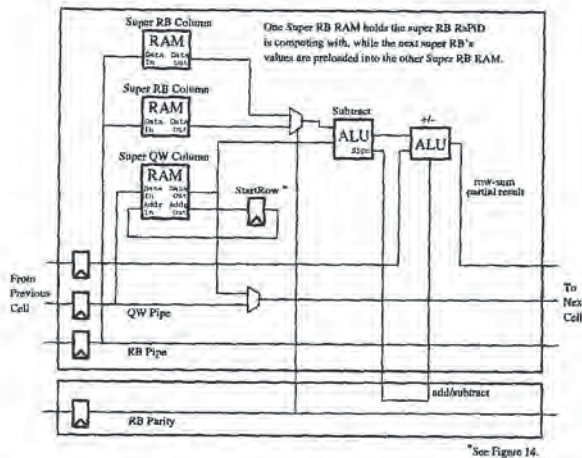 Super RB Column
RAM
Data Data
In Out
One Super RB RAM holds the super RB RaPiD
is computing with, while the next super RB's
values are preloaded into the other Super RB RAM.
Super RB Column
RAM
Data Data
In Out
Super QW Column
RAM
Data Data
In Out
Addr Addr
In Out
StartRow *
Subtract
ALU
Sign
+/-
ALU
row-sum
partial result
From
Previous
Cell
QW Pipe
RB Pipe
To
Next
Cell
add/subtract
RB Parity
*See Figure 14.